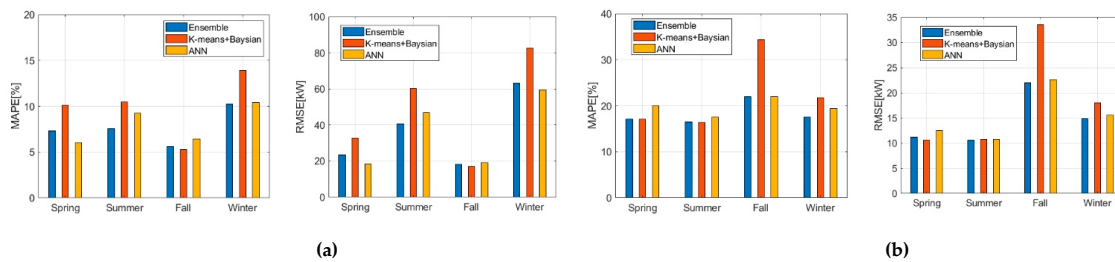 20
15
10
5
0
MAPE[%]
Ensemble
K-means+Baysian
ANN
Spring Summer Fall Winter
100
80
60
40
20
0
RMSE[kW]
Ensemble
K-means+Baysian
ANN
Spring Summer Fall Winter
(a)
40
30
20
10
0
MAPE[%]
Ensemble
K-means+Baysian
ANN
Spring Summer Fall Winter
35
30
25
20
15
10
5
0
RMSE[kW]
Ensemble
K-means+Baysian
ANN
Spring Summer Fall Winter
(b)